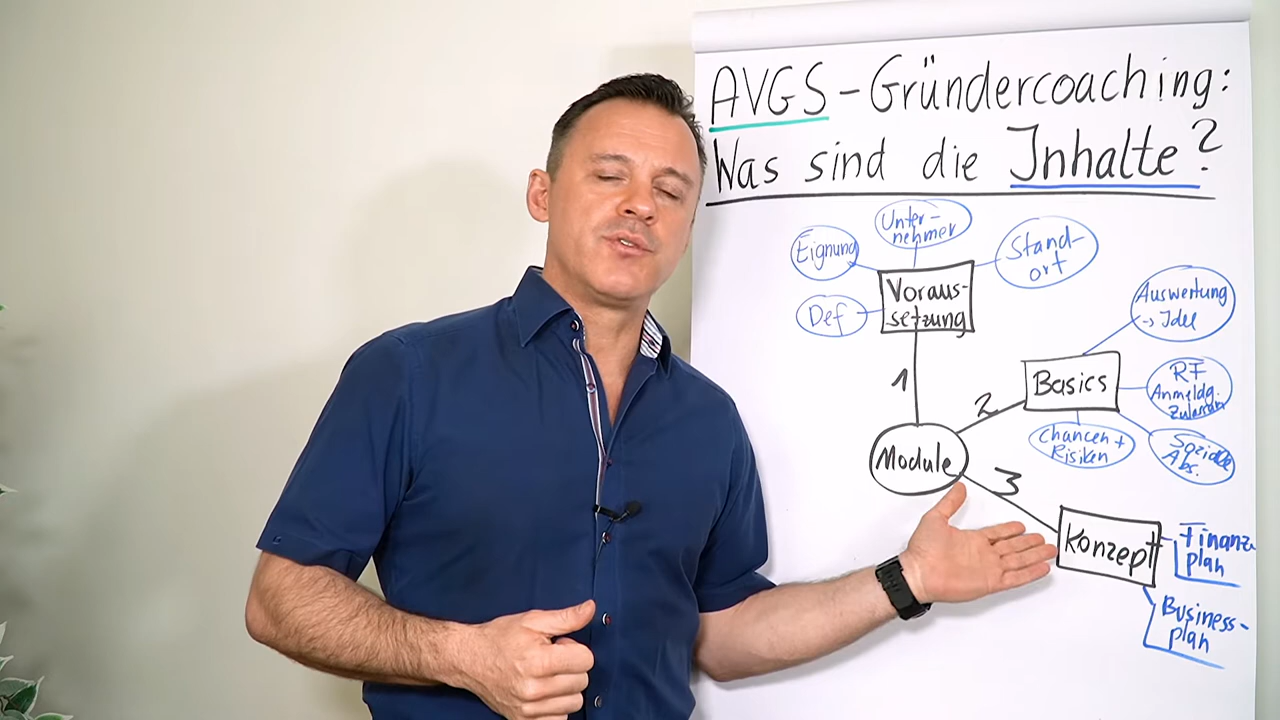 AVGS-Gründercoaching:
Was sind die Inhalte?
Eignung
Unter-
nehmer
Stand-
ort
Def
Voraus-
setzung
1
Auswertung
→ Idee
Basics
2
RF
Anmeldg.
Chancen +
Risiken
Soziale
Abs.
Module
3
Konzept
Finanz
plan
Business-
plan